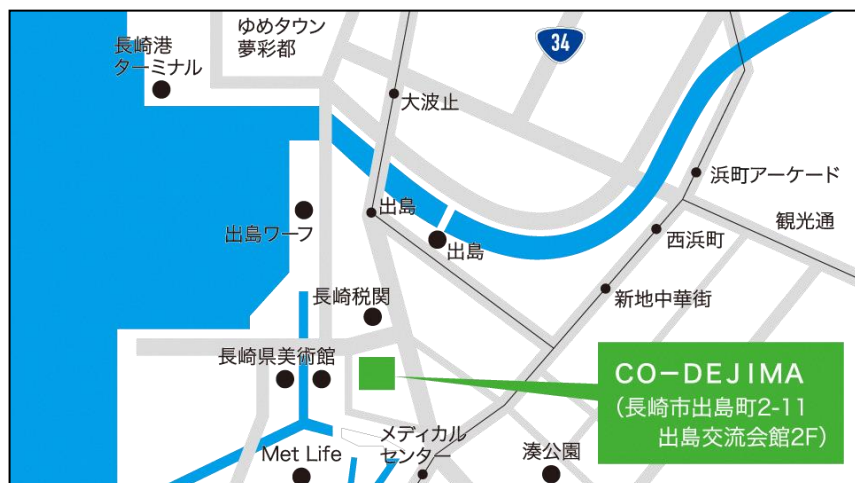 ゆめタウン
夢彩都
長崎港
ターミナル
34
大波止
浜町アーケード
出島
観光通
出島ワーフ
出島
西浜町
長崎税関
新地中華街
長崎県美術館
CO-DEJIMA
（長崎市出島町2-11
出島交流会館2F）
メディカル
センター
Met Life
湊公園